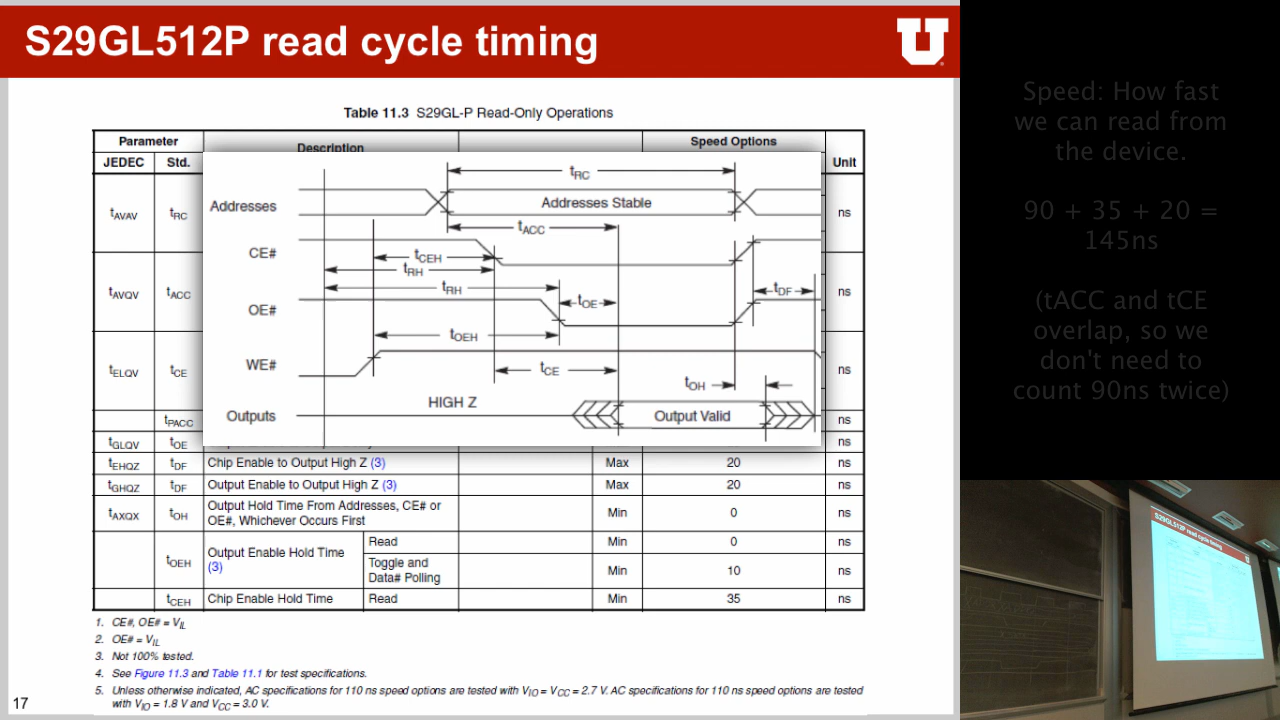 S29GL512P read cycle timing
U
Table 11.3 S29GL-P Read-Only Operations
Parameter
Description
Speed Options
Unit
JEDEC Std.
tAVAV tRC ns
tAVQV tACC ns
tELQV tCE ns
tPACC ns
tGLQV tOE ns
tEHQZ tDF Chip Enable to Output High Z (3) Max 20 ns
tGHQZ tDF Output Enable to Output High Z (3) Max 20 ns
tAXQX tOH Output Hold Time From Addresses, CE# or
OE#, Whichever Occurs First Min 0 ns
tOEH Output Enable Hold Time
(3)
Read Min 0 ns
Toggle and
Data# Polling Min 10 ns
tCEH Chip Enable Hold Time Read Min 35 ns
tRC
Addresses Addresses Stable
tACC
CE#
tCEH
tRH
tRH
tOE
tDF
OE#
tOEH
WE#
tCE
tOH
HIGH Z
Outputs Output Valid
1. CE#, OE# = VIL
2. OE# = VIL
3. Not 100% tested.
4. See Figure 11.3 and Table 11.1 for test specifications.
5. Unless otherwise indicated, AC specifications for 110 ns speed options are tested with VIO = VCC = 2.7 V. AC specifications for 110 ns speed options are tested
with VIO = 1.8 V and VCC = 3.0 V.
17
Speed: How fast
we can read from
the device.
90 + 35 + 20 =
145ns
(tACC and tCE
overlap, so we
don't need to
count 90ns twice)
S29GL512P read cycle timing